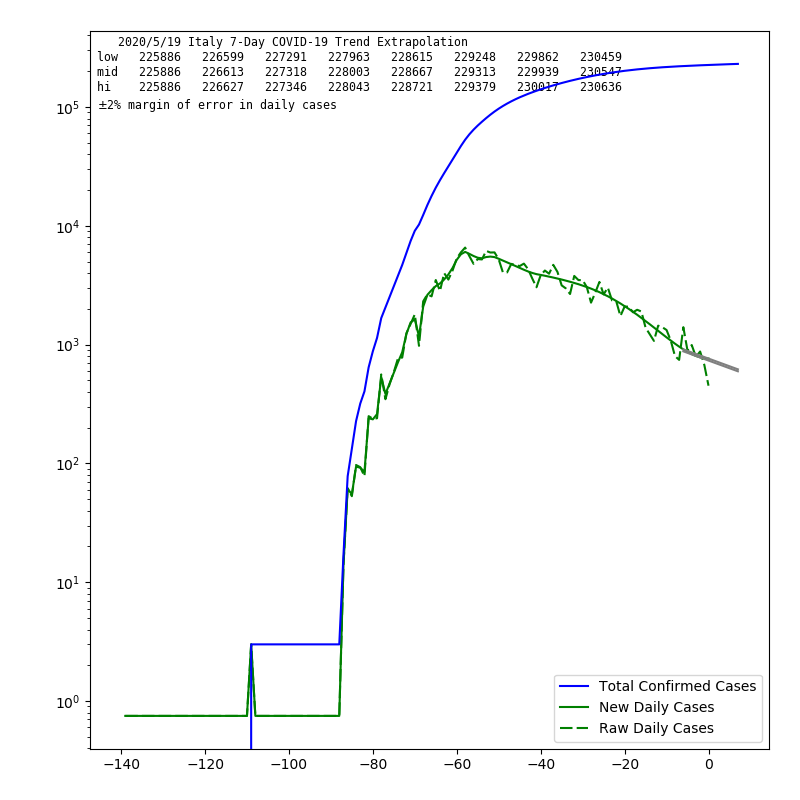 2020/5/19 Italy 7-Day COVID-19 Trend Extrapolation
low 225886 226599 227291 227963 228615 229248 229862 230459
mid 225886 226613 227318 228003 228667 229313 229939 230547
hi 225886 226627 227346 228043 228721 229379 230017 230636
±2% margin of error in daily cases
10⁵
10⁴
10³
10²
10¹
10⁰
Total Confirmed Cases
New Daily Cases
Raw Daily Cases
−140 −120 −100 −80 −60 −40 −20 0